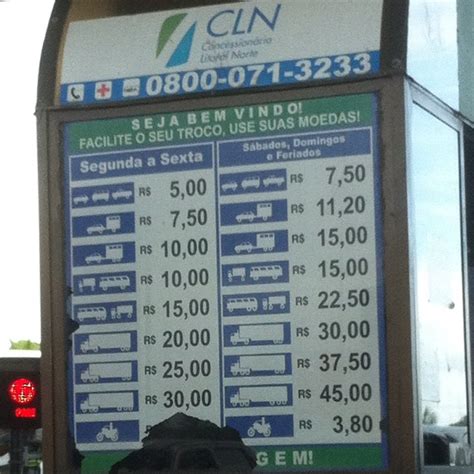 CLN
Concessionária
Litoral Norte
0800-071-3233
SEJA BEM VINDO!
FACILITE O SEU TROCO, USE SUAS MOEDAS!
Segunda a Sexta
R$ 5,00
R$ 7,50
R$ 10,00
R$ 10,00
R$ 15,00
R$ 20,00
R$ 25,00
R$ 30,00
R$
Sábados, Domingos
e Feriados
R$ 7,50
R$ 11,20
R$ 15,00
R$ 15,00
R$ 22,50
R$ 30,00
R$ 37,50
R$ 45,00
R$ 3,80
GEM!